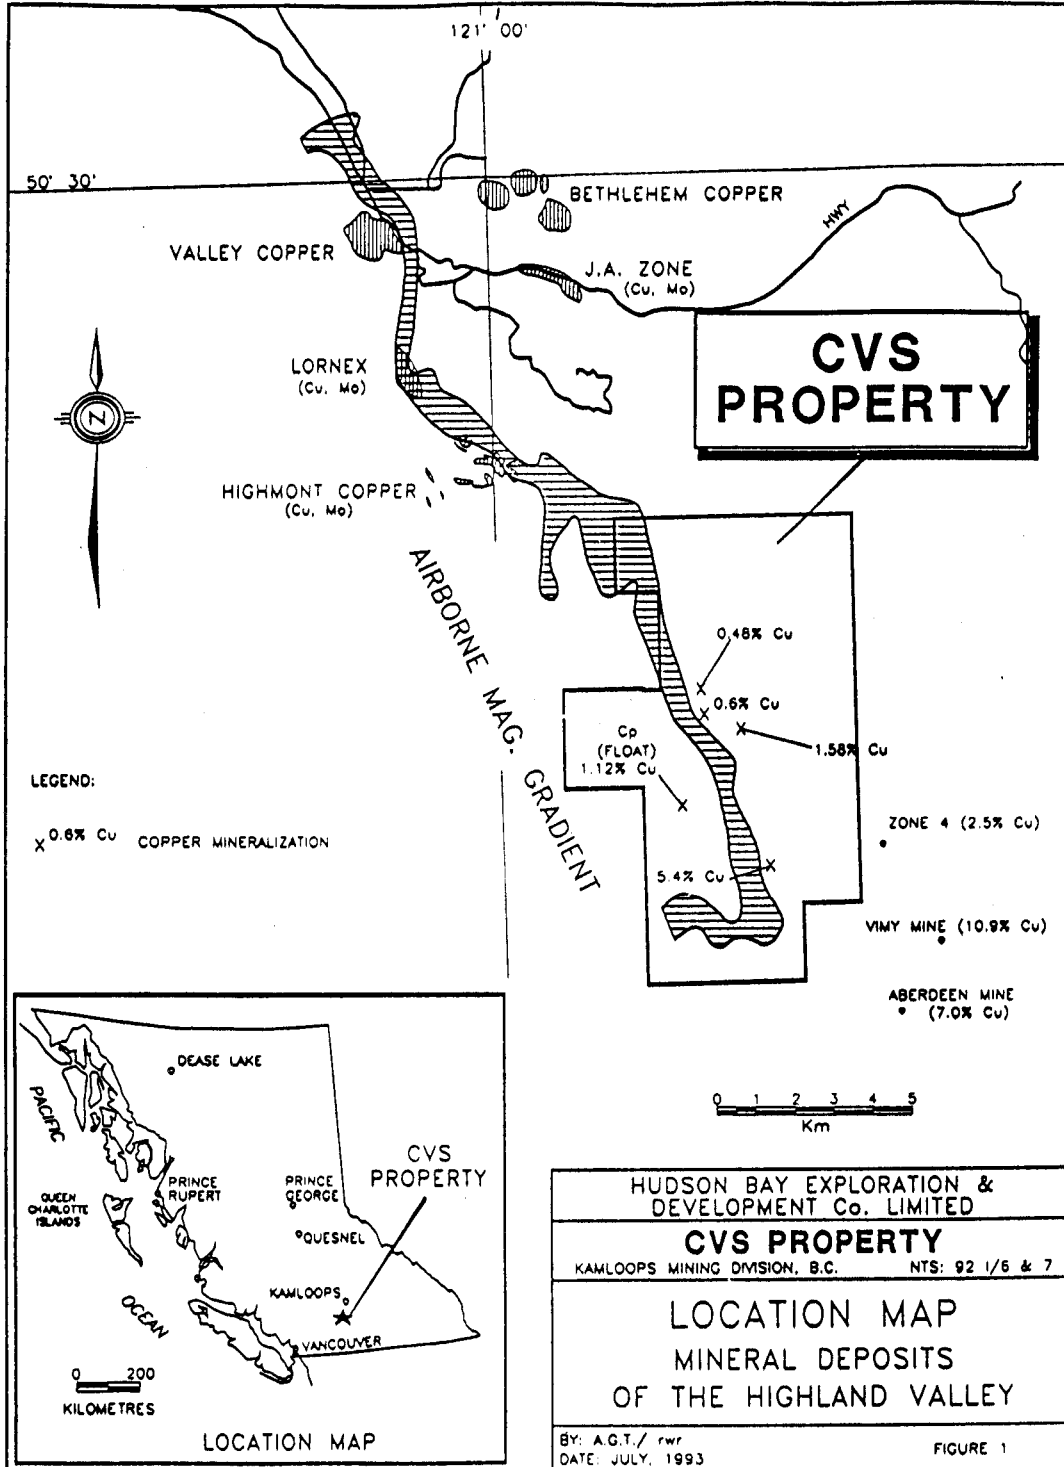 121° 00'
50° 30'
BETHLEHEM COPPER
HWY
VALLEY COPPER
J.A. ZONE
(Cu, Mo)
CVS
PROPERTY
LORNEX
(Cu, Mo)
Z
HIGHMONT COPPER
(Cu, Mo)
AIRBORNE MAG. GRADIENT
0.48% Cu
0.6% Cu
1.58% Cu
Cp
(FLOAT)
1.12% Cu
5.4% Cu
LEGEND:
X 0.6% Cu COPPER MINERALIZATION
ZONE 4 (2.5% Cu)
VIMY MINE (10.9% Cu)
ABERDEEN MINE
(7.0% Cu)
0 1 2 3 4 5
Km
DEASE LAKE
PACIFIC
CVS
PROPERTY
PRINCE
RUPERT
PRINCE
GEORGE
QUEEN
CHARLOTTE
ISLANDS
QUESNEL
KAMLOOPS
OCEAN
VANCOUVER
0 200
KILOMETRES
LOCATION MAP
HUDSON BAY EXPLORATION &
DEVELOPMENT Co. LIMITED
CVS PROPERTY
KAMLOOPS MINING DIVISION, B.C. NTS: 92 I/6 & 7
LOCATION MAP
MINERAL DEPOSITS
OF THE HIGHLAND VALLEY
BY: A.G.T./ rwr
DATE: JULY, 1993
FIGURE 1